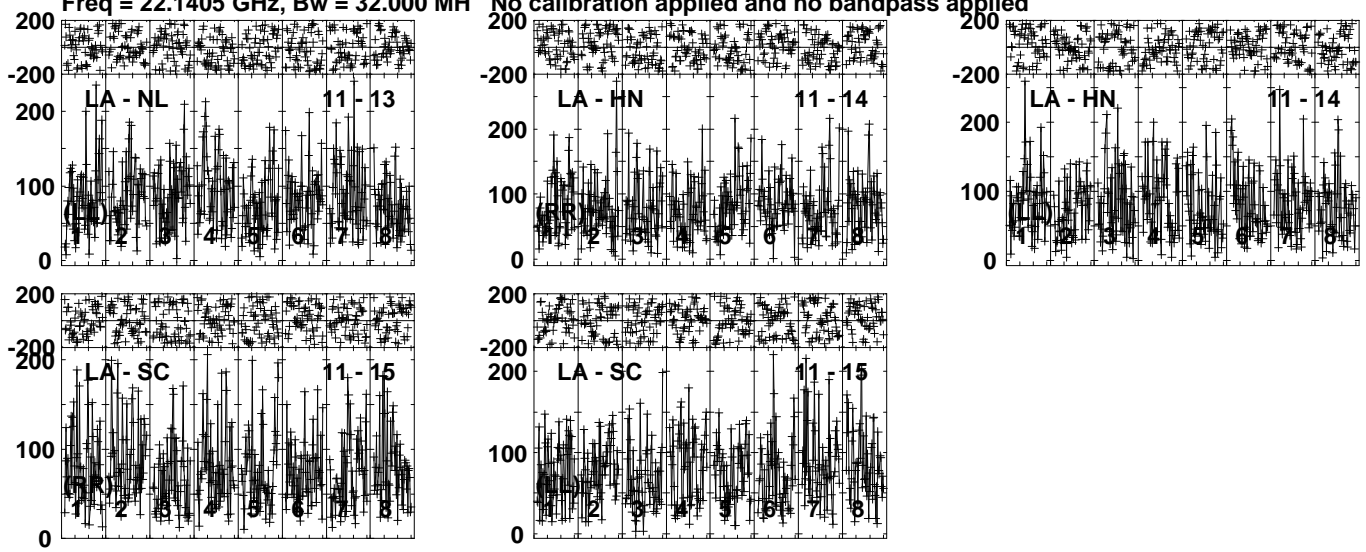 Freq = 22.1405 GHz, Bw = 32.000 MH No calibration applied and no bandpass applied
200
-200
LA - NL 11 - 13
200
100
(LL)
1 2 3 4 5 6 7 8
0
200
-200
LA - HN 11 - 14
200
100
(RR)
1 2 3 4 5 6 7 8
0
200
-200
LA - HN 11 - 14
200
100
(LL)
1 2 3 4 5 6 7 8
0
200
-200
200
LA - SC 11 - 15
100
(RR)
1 2 3 4 5 6 7 8
0
200
-200
LA - SC 11 - 15
200
100
(LL)
1 2 3 4 5 6 7 8
0